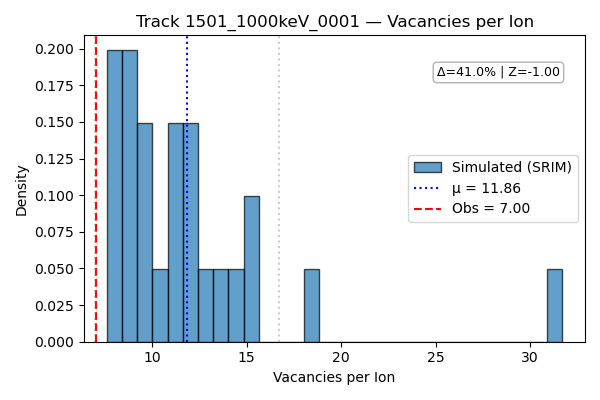 Track 1501_1000keV_0001 — Vacancies per Ion
Δ=41.0% | Z=-1.00
Simulated (SRIM)
μ = 11.86
Obs = 7.00
Density
0.200
0.175
0.150
0.125
0.100
0.075
0.050
0.025
0.000
10
15
20
25
30
Vacancies per Ion